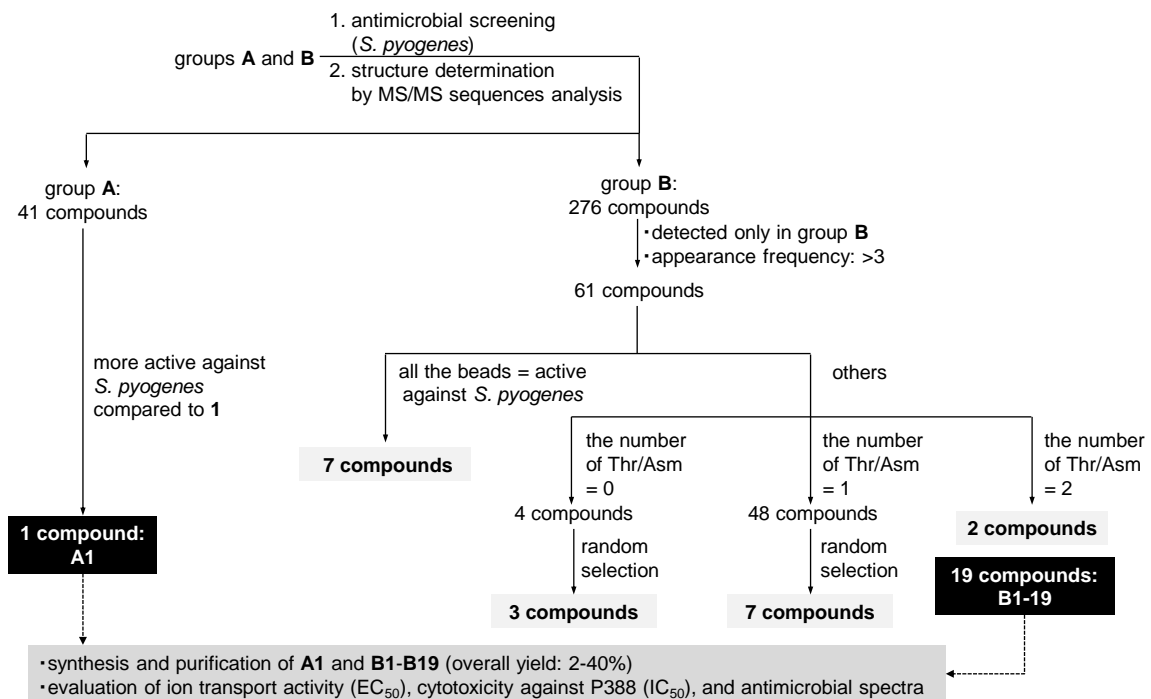 1. antimicrobial screening
(S. pyogenes)
groups A and B
2. structure determination
by MS/MS sequences analysis
group A:
41 compounds
group B:
276 compounds
・detected only in group B
・appearance frequency: >3
61 compounds
more active against
S. pyogenes
compared to 1
all the beads = active
against S. pyogenes
others
7 compounds
the number
of Thr/Asm
= 0
the number
of Thr/Asm
= 1
the number
of Thr/Asm
= 2
4 compounds
48 compounds
2 compounds
1 compound:
A1
random
selection
random
selection
19 compounds:
B1-19
3 compounds
7 compounds
・synthesis and purification of A1 and B1-B19 (overall yield: 2-40%)
・evaluation of ion transport activity (EC50), cytotoxicity against P388 (IC50), and antimicrobial spectra